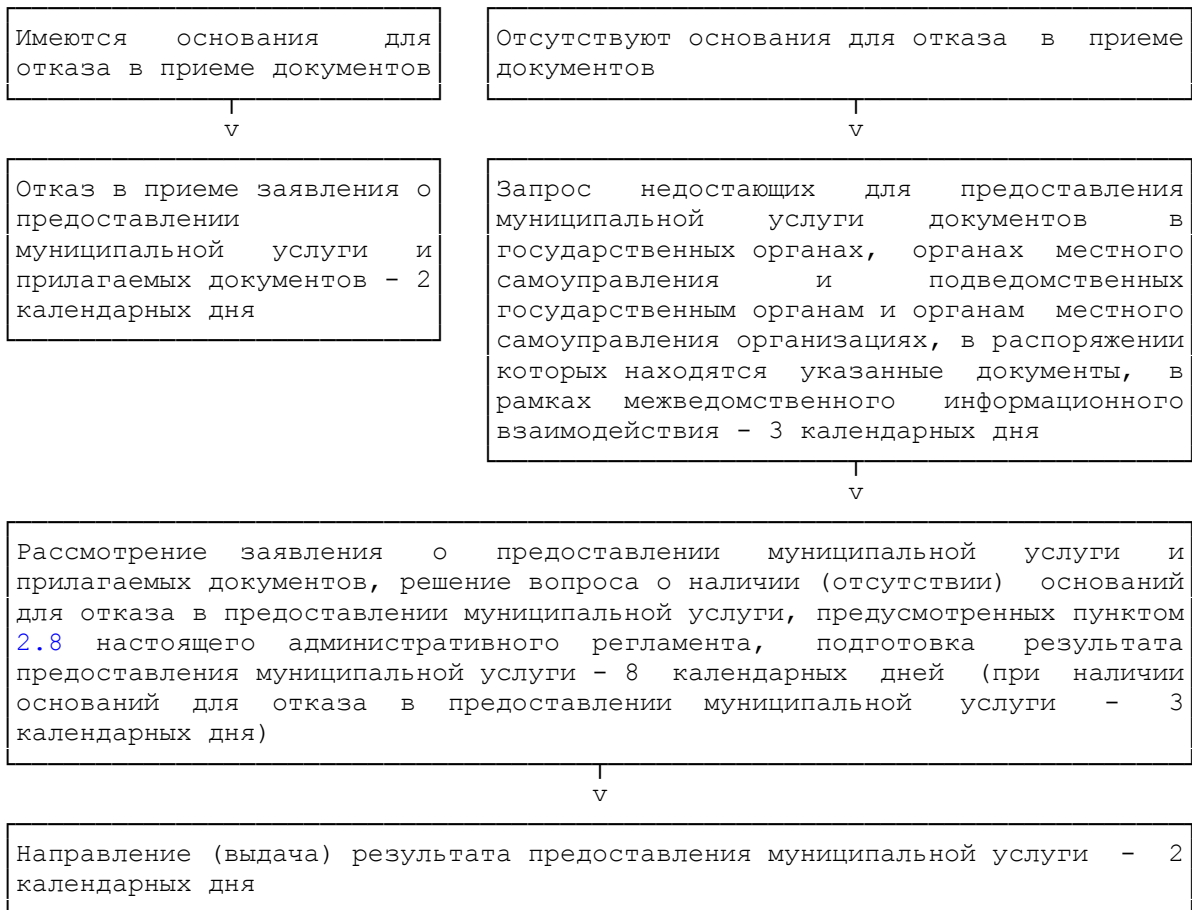 Имеются основания для
отказа в приеме документов
Отсутствуют основания для отказа в приеме
документов
v
v
Отказ в приеме заявления о
предоставлении
муниципальной услуги и
прилагаемых документов - 2
календарных дня
Запрос недостающих для предоставления
муниципальной услуги документов в
государственных органах, органах местного
самоуправления и подведомственных
государственным органам и органам местного
самоуправления организациях, в распоряжении
которых находятся указанные документы, в
рамках межведомственного информационного
взаимодействия - 3 календарных дня
v
Рассмотрение заявления о предоставлении муниципальной услуги и
прилагаемых документов, решение вопроса о наличии (отсутствии) оснований
для отказа в предоставлении муниципальной услуги, предусмотренных пунктом
2.8 настоящего административного регламента, подготовка результата
предоставления муниципальной услуги - 8 календарных дней (при наличии
оснований для отказа в предоставлении муниципальной услуги - 3
календарных дня)
v
Направление (выдача) результата предоставления муниципальной услуги - 2
календарных дня